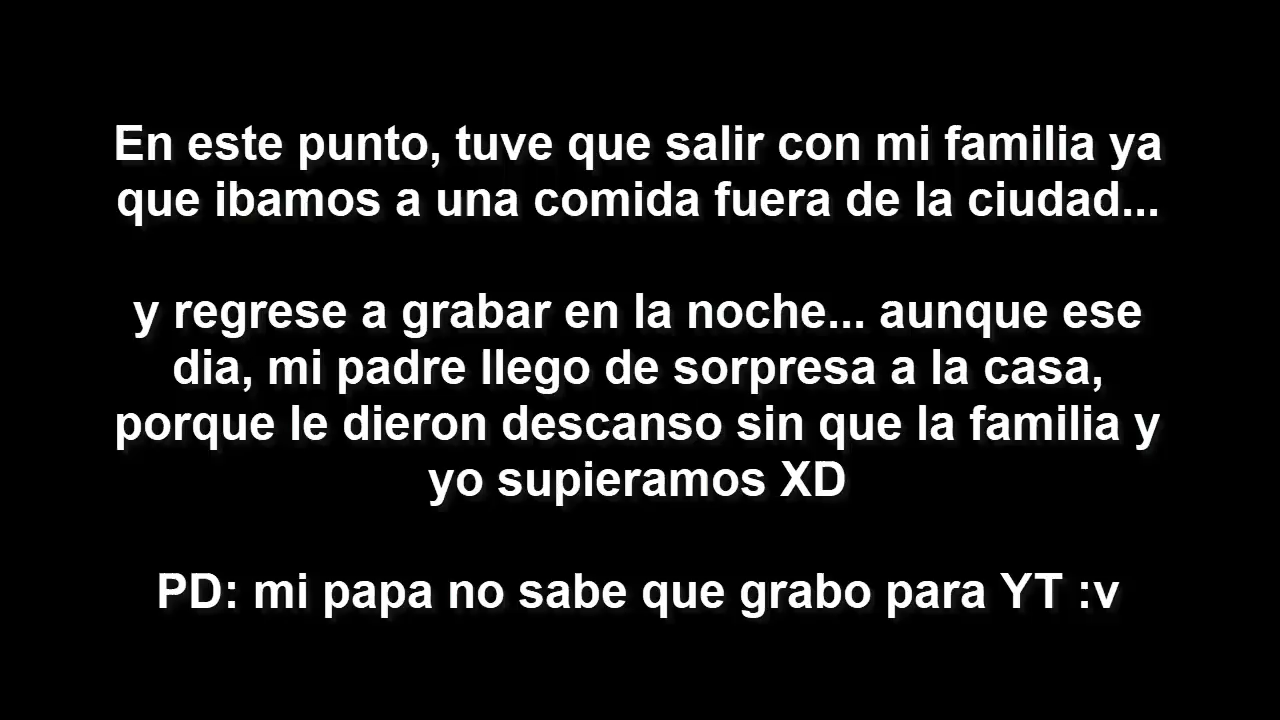 En este punto, tuve que salir con mi familia ya
que ibamos a una comida fuera de la ciudad...
y regrese a grabar en la noche... aunque ese
dia, mi padre llego de sorpresa a la casa,
porque le dieron descanso sin que la familia y
yo supieramos XD
PD: mi papa no sabe que grabo para YT :v